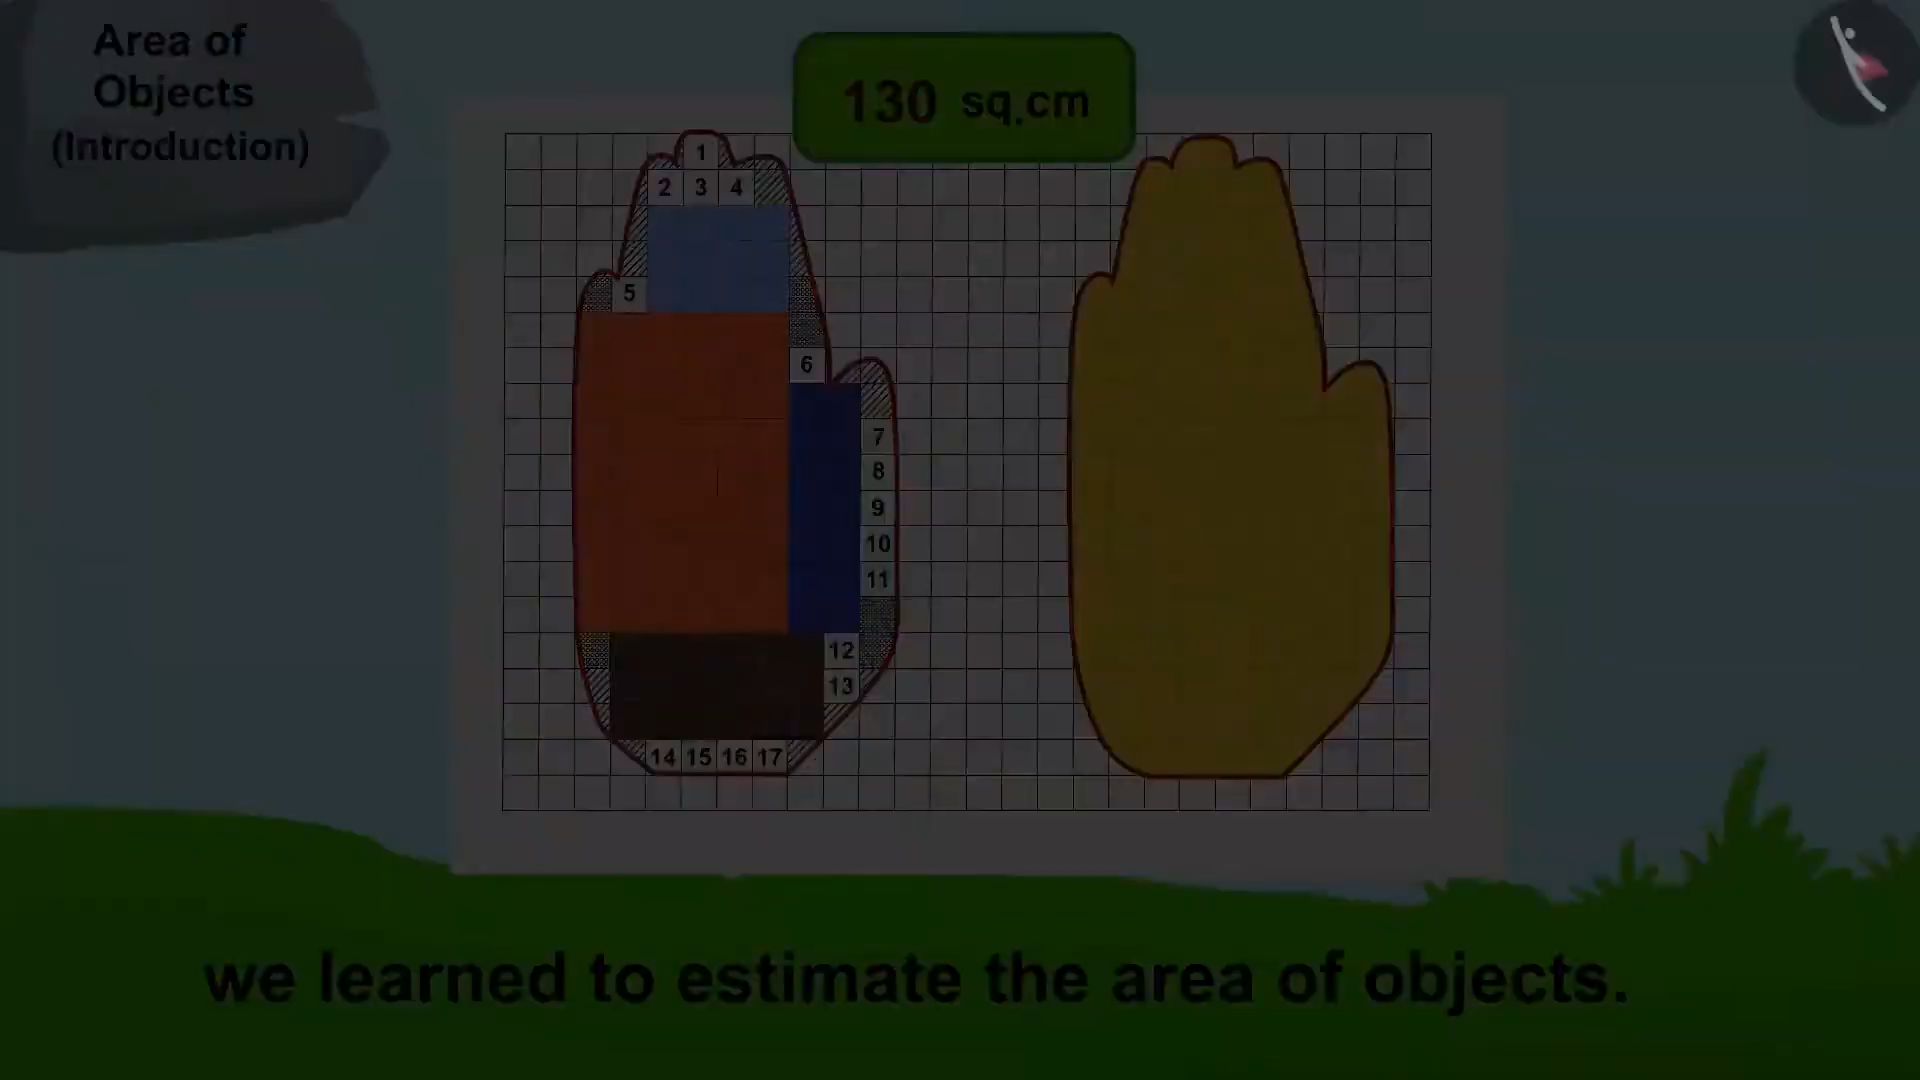 Area of
Objects
(Introduction)
130 sq.cm
1
2 3 4
5
6
7
8
9
10
11
12
13
14 15 16 17
we learned to estimate the area of objects.